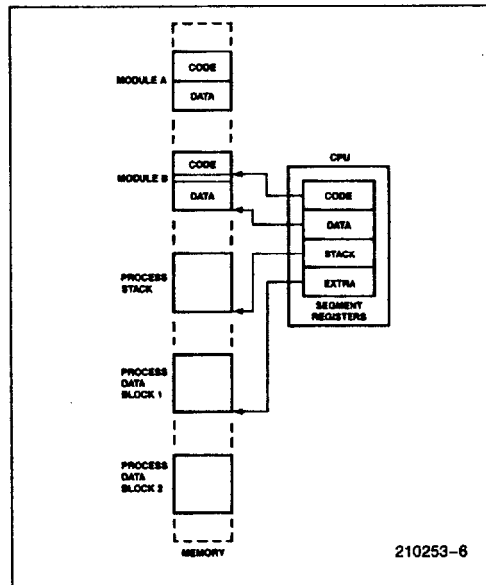 CODE
MODULE A
DATA
CPU
CODE
MODULE B
DATA
CODE
DATA
STACK
EXTRA
SEGMENT
REGISTERS
PROCESS
STACK
PROCESS
DATA
BLOCK 1
PROCESS
DATA
BLOCK 2
MEMORY
210253-6